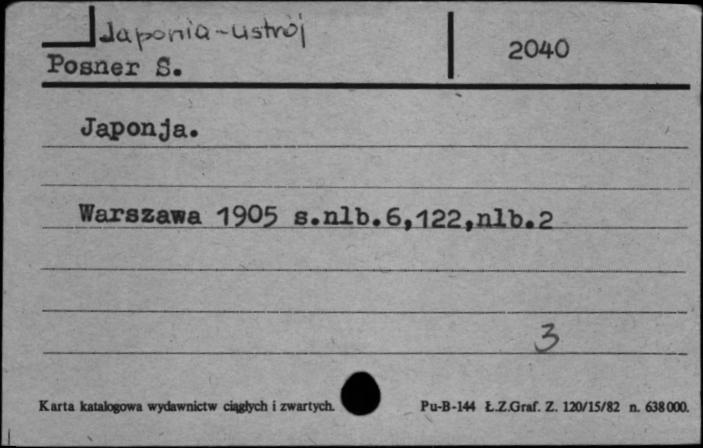 Japonia-ustrój
2040
Posner S.
Japonja.
Warszawa 1905 s.nlb.6,122,nlb.2
3
Karta katalogowa wydawnictw ciągłych i zwartych. Pu-B-144 Ł.Z.Graf. Z. 120/15/82 n. 638000.